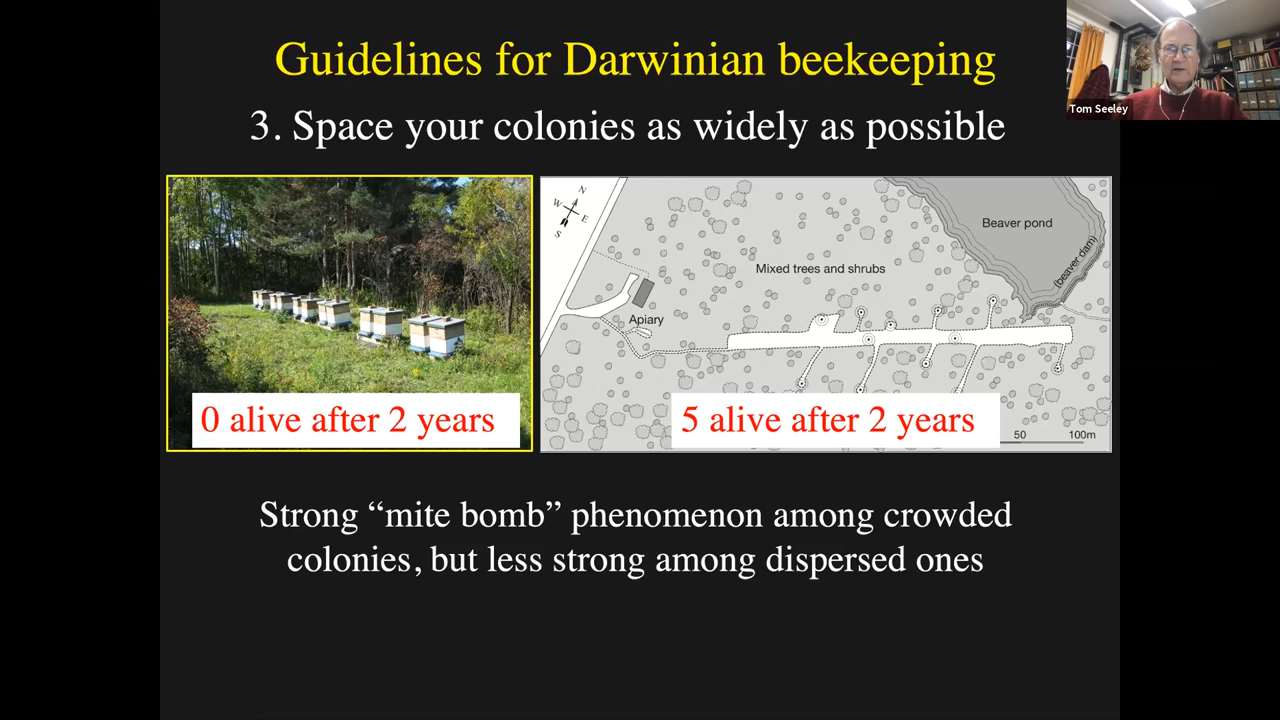 Guidelines for Darwinian beekeeping
Tom Seeley
3. Space your colonies as widely as possible
N
W
E
S
Beaver pond
(beaver dam)
Mixed trees and shrubs
Apiary
0 alive after 2 years
5 alive after 2 years
50 100m
Strong “mite bomb” phenomenon among crowded
colonies, but less strong among dispersed ones